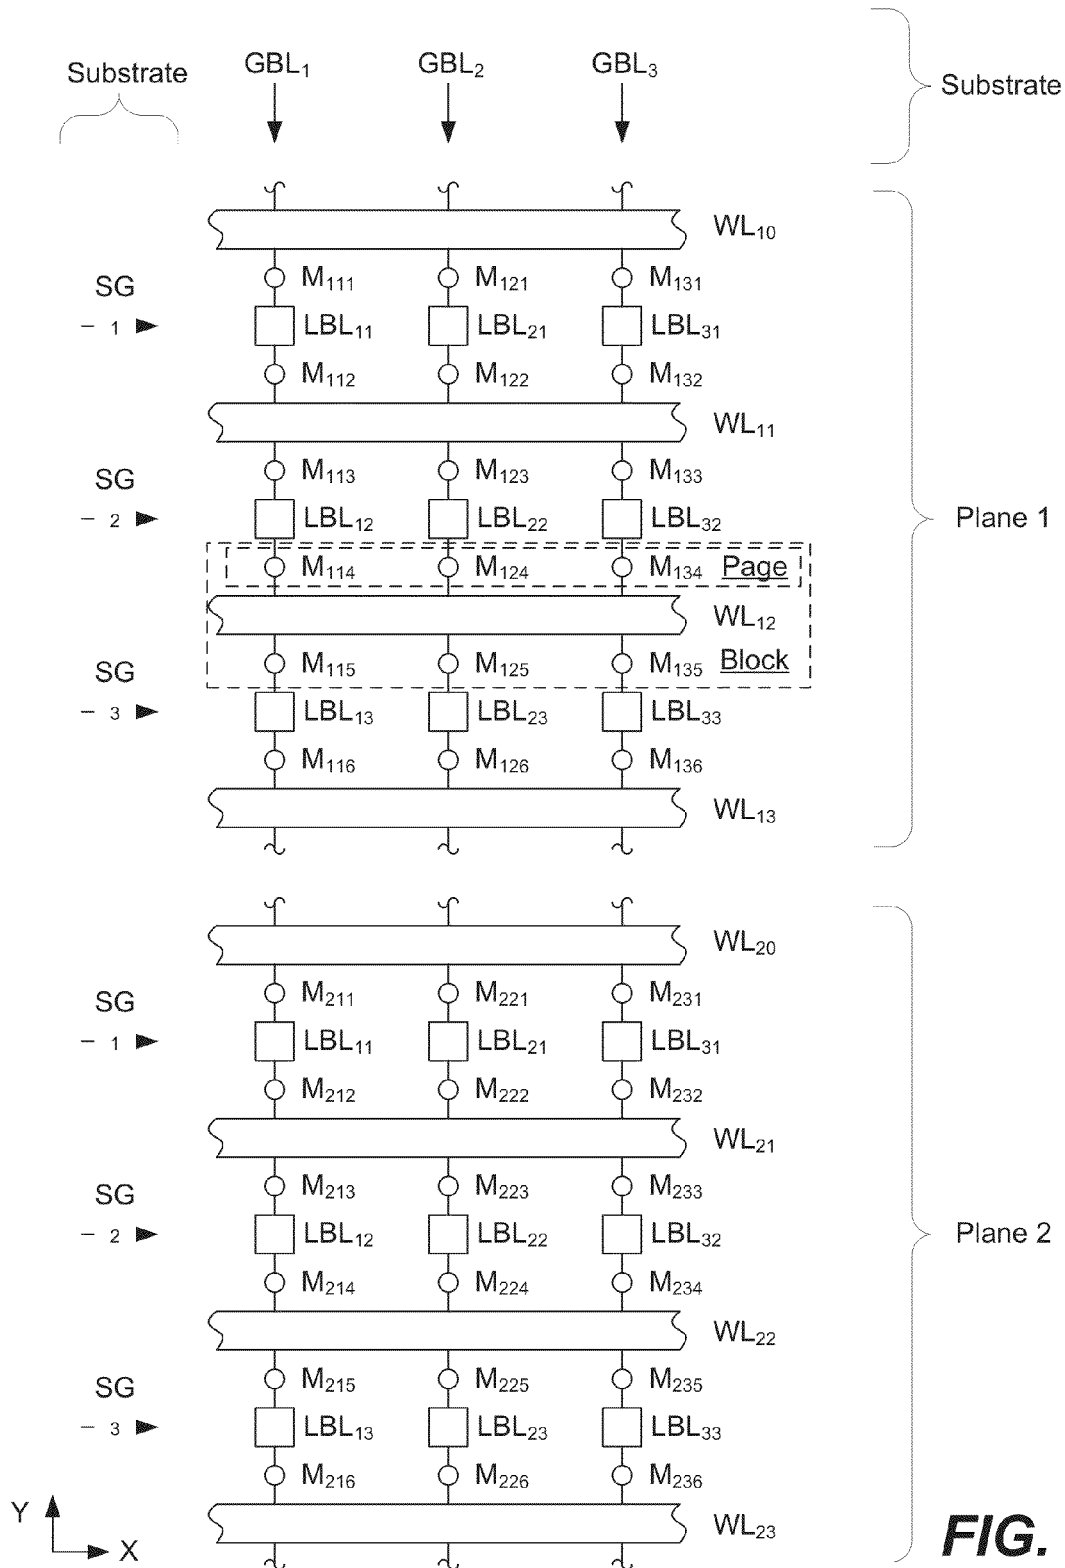 Substrate GBL₁ GBL₂ GBL₃ Substrate
WL₁₀
SG M₁₁₁ M₁₂₁ M₁₃₁
– 1 LBL₁₁ LBL₂₁ LBL₃₁
M₁₁₂ M₁₂₂ M₁₃₂
WL₁₁
SG M₁₁₃ M₁₂₃ M₁₃₃
– 2 LBL₁₂ LBL₂₂ LBL₃₂ Plane 1
M₁₁₄ M₁₂₄ M₁₃₄ Page
WL₁₂
SG M₁₁₅ M₁₂₅ M₁₃₅ Block
– 3 LBL₁₃ LBL₂₃ LBL₃₃
M₁₁₆ M₁₂₆ M₁₃₆
WL₁₃
WL₂₀
SG M₂₁₁ M₂₂₁ M₂₃₁
– 1 LBL₁₁ LBL₂₁ LBL₃₁
M₂₁₂ M₂₂₂ M₂₃₂
WL₂₁
SG M₂₁₃ M₂₂₃ M₂₃₃
– 2 LBL₁₂ LBL₂₂ LBL₃₂ Plane 2
M₂₁₄ M₂₂₄ M₂₃₄
WL₂₂
SG M₂₁₅ M₂₂₅ M₂₃₅
– 3 LBL₁₃ LBL₂₃ LBL₃₃
M₂₁₆ M₂₂₆ M₂₃₆
Y X WL₂₃ FIG.